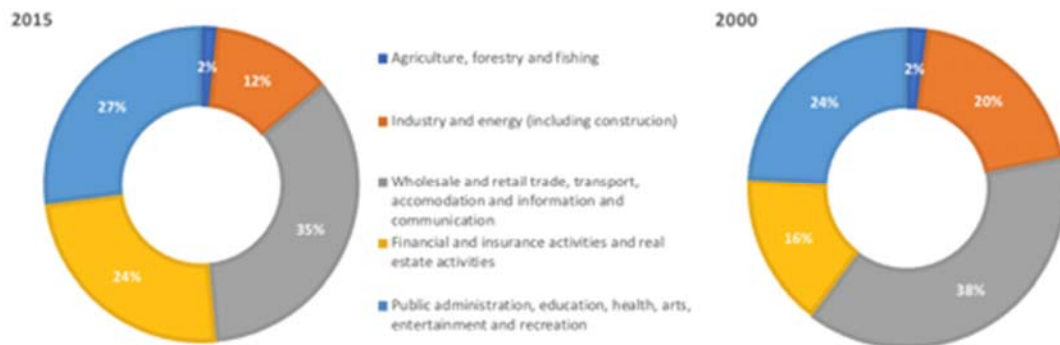 2015
2%
12%
27%
35%
24%
Agriculture, forestry and fishing
Industry and energy (including construcion)
Wholesale and retail trade, transport,
accomodation and information and
communication
Financial and insurance activities and real
estate activities
Public administration, education, health, arts,
entertainment and recreation
2000
2%
24%
20%
16%
38%